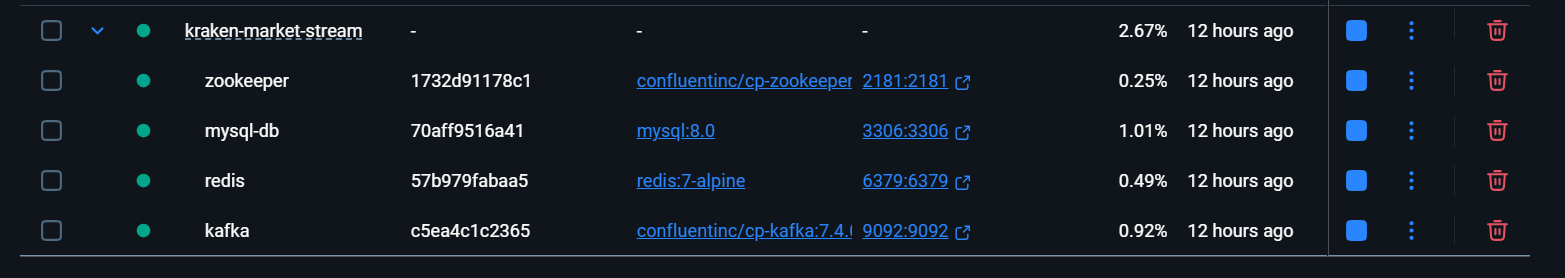 kraken-market-stream - - - 2.67% 12 hours ago
zookeeper 1732d91178c1 confluentinc/cp-zookeeper 2181:2181 0.25% 12 hours ago
mysql-db 70aff9516a41 mysql:8.0 3306:3306 1.01% 12 hours ago
redis 57b979fabaa5 redis:7-alpine 6379:6379 0.49% 12 hours ago
kafka c5ea4c1c2365 confluentinc/cp-kafka:7.4. 9092:9092 0.92% 12 hours ago